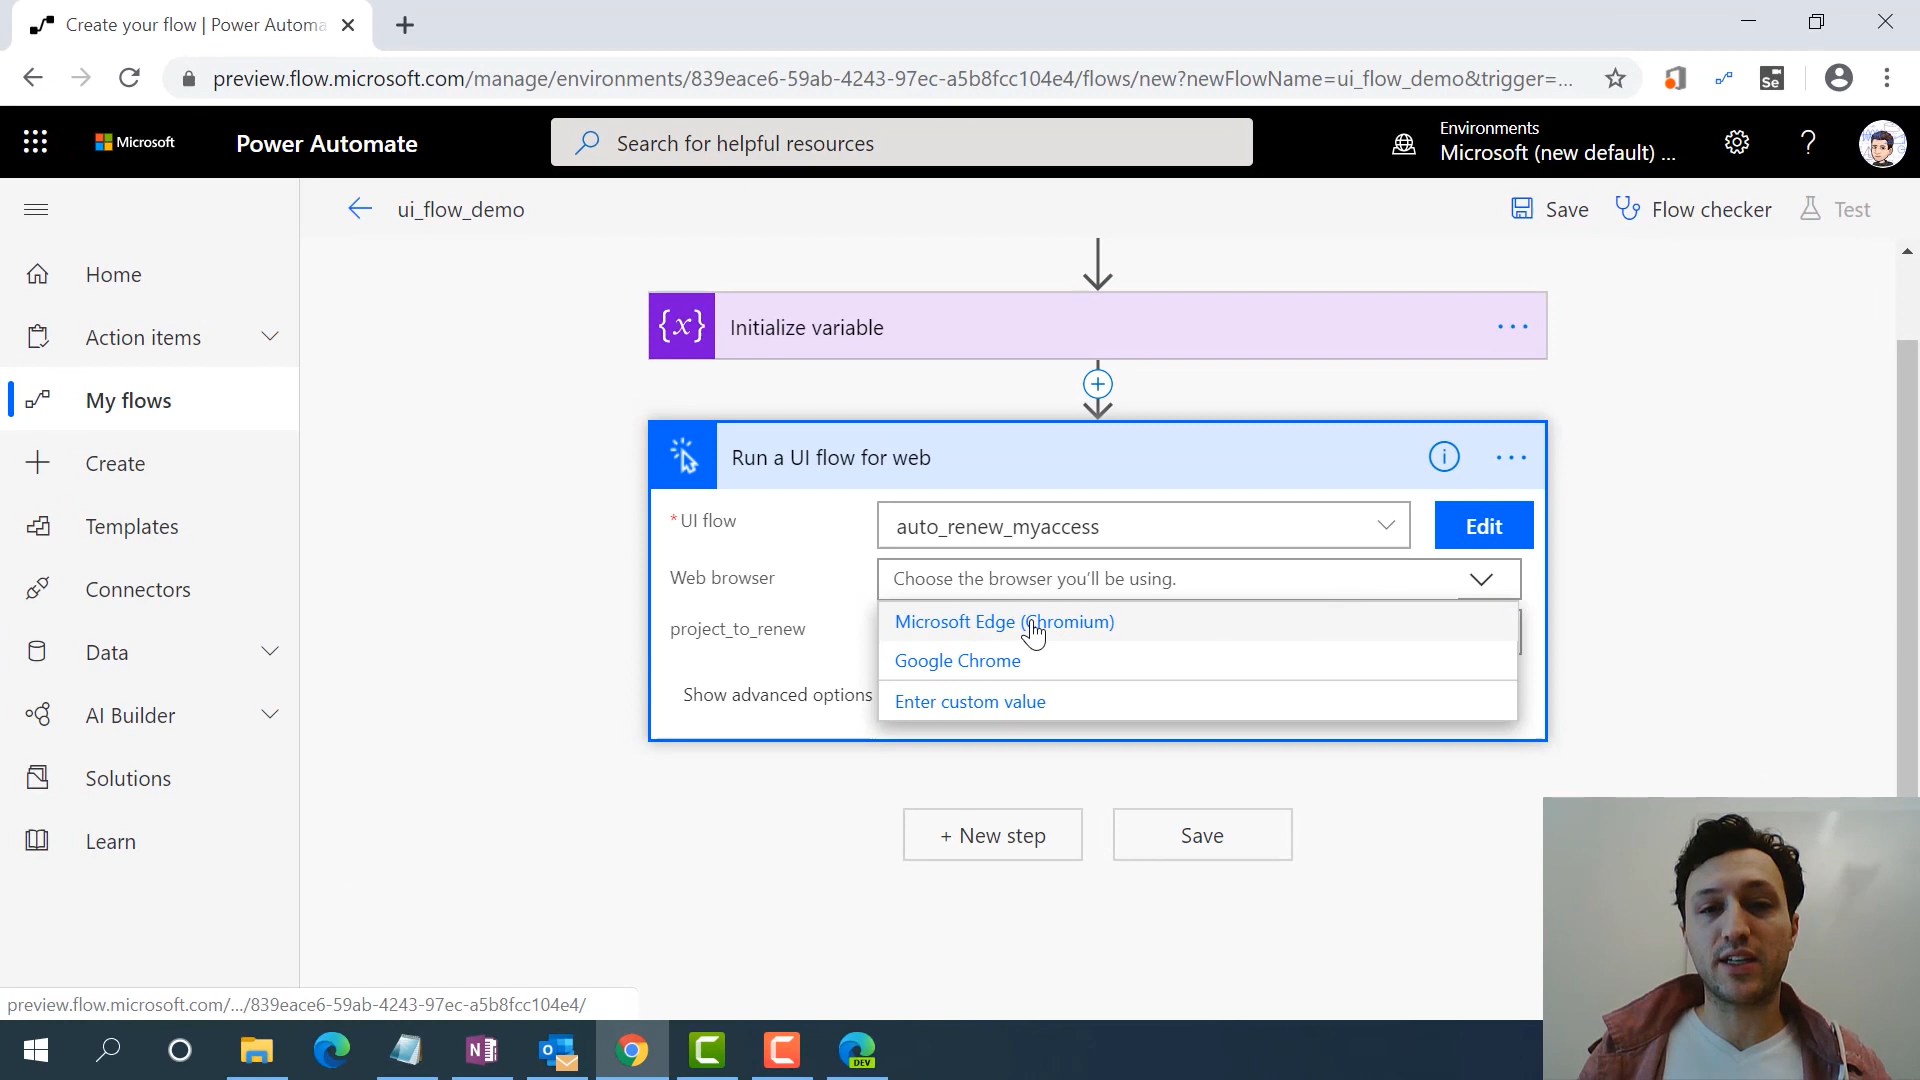 Create your flow | Power Automa
preview.flow.microsoft.com/manage/environments/839eace6-59ab-4243-97ec-a5b8fcc104e4/flows/new?newFlowName=ui_flow_demo&trigger=...
Se
Microsoft
Power Automate
Search for helpful resources
Environments
Microsoft (new default) ...
?
ui_flow_demo
Save
Flow checker
Test
Home
Action items
My flows
Create
Templates
Connectors
Data
AI Builder
Solutions
Learn
{x}
Initialize variable
...
Run a UI flow for web
...
* UI flow
auto_renew_myaccess
Edit
Web browser
Choose the browser you'll be using.
Microsoft Edge (Chromium)
project_to_renew
Google Chrome
Show advanced options
Enter custom value
+ New step
Save
preview.flow.microsoft.com/.../839eace6-59ab-4243-97ec-a5b8fcc104e4/
N
o
C
C
DEV